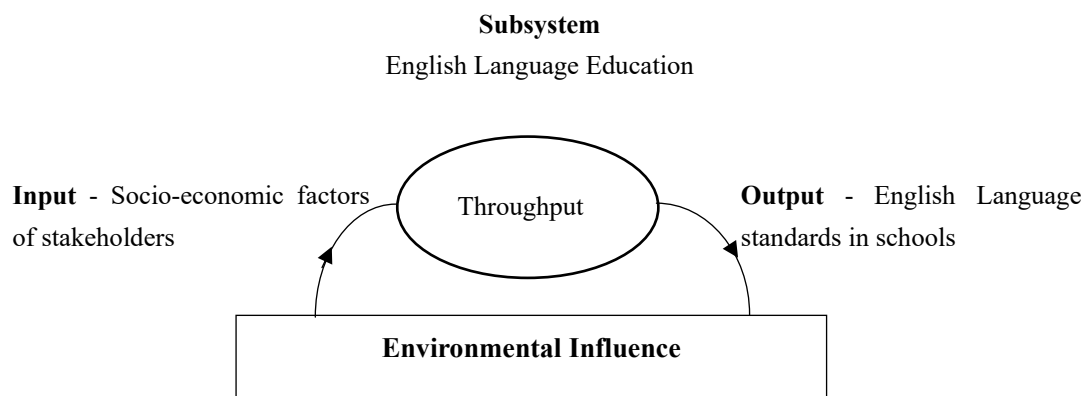 Subsystem
English Language Education
Input - Socio-economic factors
of stakeholders
Throughput
Output - English Language
standards in schools
Environmental Influence